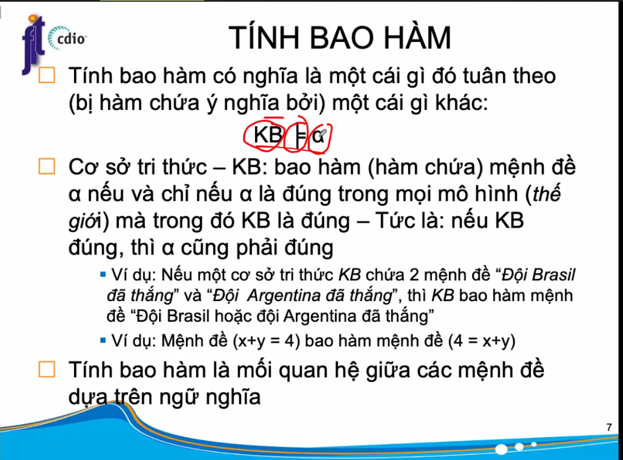 fit
cdio
TÍNH BAO HÀM
Tính bao hàm có nghĩa là một cái gì đó tuân theo
(bị hàm chứa ý nghĩa bởi) một cái gì khác:
KB ╞ α
Cơ sở tri thức – KB: bao hàm (hàm chứa) mệnh đề
α nếu và chỉ nếu α là đúng trong mọi mô hình (thế
giới) mà trong đó KB là đúng – Tức là: nếu KB
đúng, thì α cũng phải đúng
Ví dụ: Nếu một cơ sở tri thức KB chứa 2 mệnh đề “Đội Brasil
đã thắng” và “Đội Argentina đã thắng”, thì KB bao hàm mệnh
đề “Đội Brasil hoặc đội Argentina đã thắng”
Ví dụ: Mệnh đề (x+y = 4) bao hàm mệnh đề (4 = x+y)
Tính bao hàm là mối quan hệ giữa các mệnh đề
dựa trên ngữ nghĩa
7